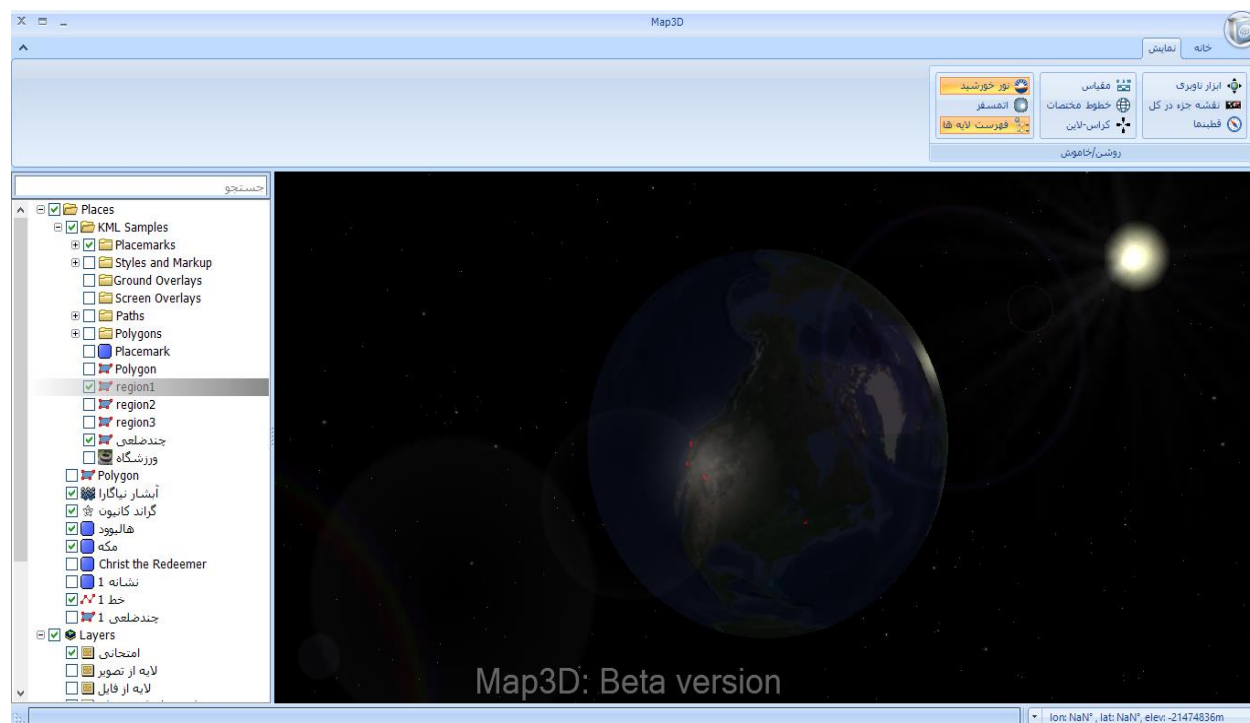 Map3D
خانه
نمایش
ابزار ناوبری
نقشه جزء در کل
قطبنما
مقیاس
خطوط مختصات
کراس-لاین
نور خورشید
اتمسفر
فهرست لایه ها
روشن/خاموش
جستجو
Places
KML Samples
Placemarks
Styles and Markup
Ground Overlays
Screen Overlays
Paths
Polygons
Placemark
Polygon
region1
region2
region3
چندضلعی
ورزشگاه
Polygon
آبشار نیاگارا
گراند کانیون
هالیوود
مکه
Christ the Redeemer
نشانه 1
خط 1
چندضلعی 1
Layers
امتحانی
لایه از تصویر
لایه از فایل
Map3D: Beta version
lon: NaN° , lat: NaN°, elev: -21474836m